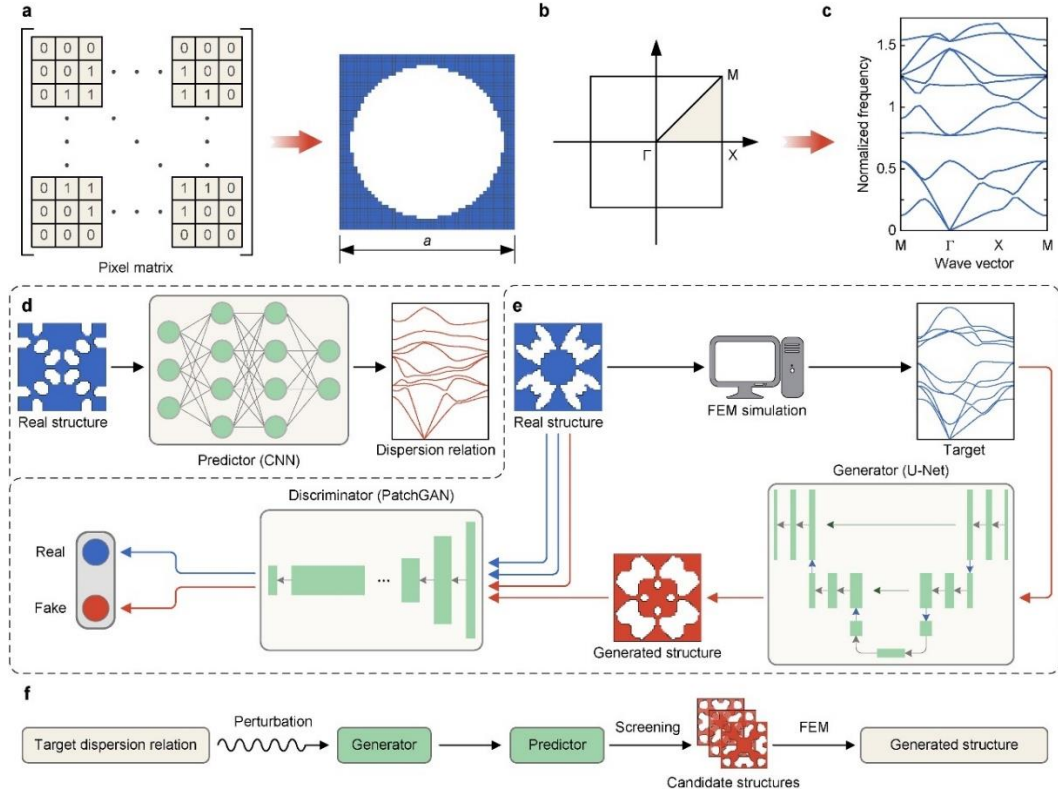 a
0 0 0
0 0 1
0 1 1
0 0 0
1 0 0
1 1 0
0 1 1
0 0 1
0 0 0
1 1 0
1 0 0
0 0 0
Pixel matrix
a
b
M
Γ
X
c
Normalized frequency
1.5
1
0.5
0
M Γ X M
Wave vector
d
Real structure
Predictor (CNN)
Dispersion relation
e
Real structure
FEM simulation
Target
Generator (U-Net)
Discriminator (PatchGAN)
Real
Fake
...
Generated structure
f
Target dispersion relation
Perturbation
Generator
Predictor
Screening
Candidate structures
FEM
Generated structure